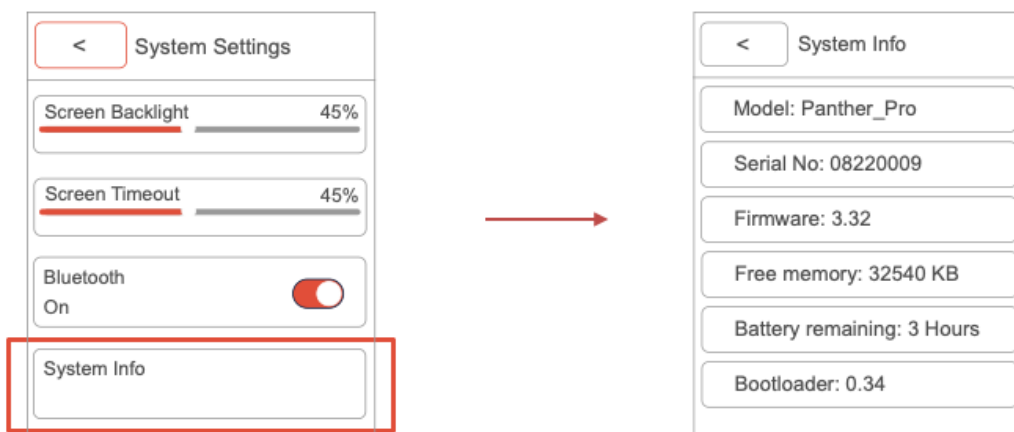 < System Settings
Screen Backlight 45%
Screen Timeout 45%
Bluetooth
On
System Info
< System Info
Model: Panther_Pro
Serial No: 08220009
Firmware: 3.32
Free memory: 32540 KB
Battery remaining: 3 Hours
Bootloader: 0.34